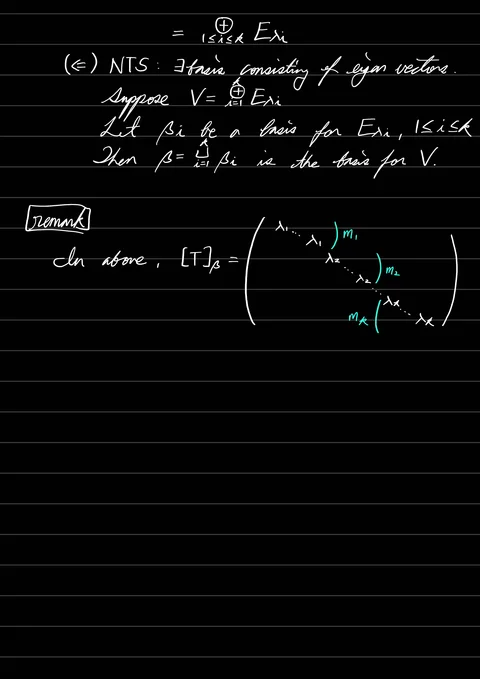 = ⊕_{1≤i≤k} E_{λi}
(⇐) NTS: ∃basis consisting of eigen vectors.
Suppose V = ⊕_{i=1}^{k} E_{λi}
Let βi be a basis for E_{λi}, 1≤i≤k
Then β = ⊔_{i=1}^{k} βi is the basis for V.
remark
In above, [T]_β = ( λ1 ⋱ λ1 ) m1
λ2 ⋱ λ2 ) m2
⋱
mk ( λk ⋱ λk )